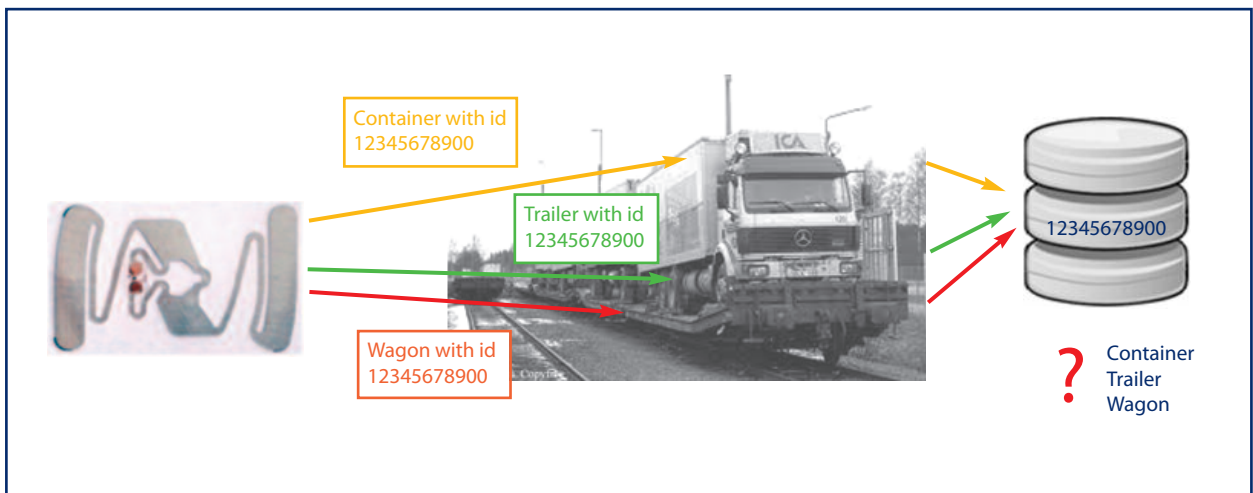 Container with id
12345678900
ICA
Trailer with id
12345678900
12345678900
Wagon with id
12345678900
Container
Trailer
Wagon
?